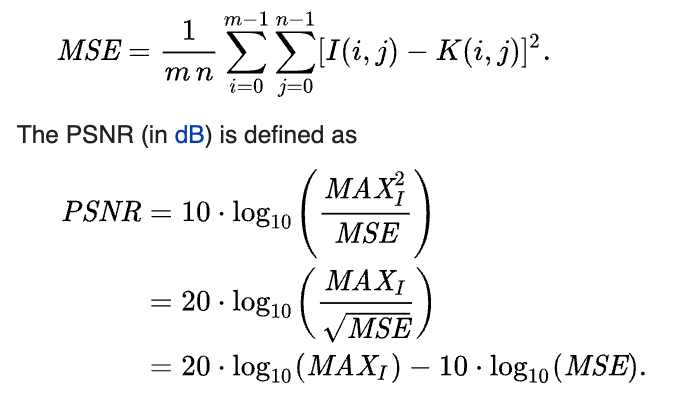 MSE = \frac{1}{m\,n} \sum_{i=0}^{m-1} \sum_{j=0}^{n-1} [I(i,j) - K(i,j)]^2.
The PSNR (in dB) is defined as
PSNR = 10 \cdot \log_{10} \left( \frac{MAX_I^2}{MSE} \right)
= 20 \cdot \log_{10} \left( \frac{MAX_I}{\sqrt{MSE}} \right)
= 20 \cdot \log_{10}(MAX_I) - 10 \cdot \log_{10}(MSE).